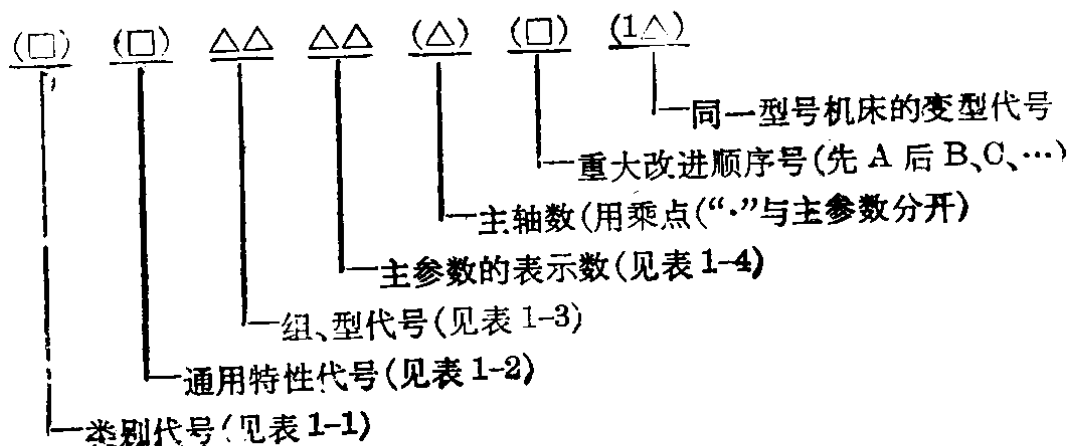 (□) (□) △△ △△ (△) (□) (1△)
同一型号机床的变型代号
重大改进顺序号(先 A 后 B、C、…)
主轴数(用乘点(“·”与主参数分开)
主参数的表示数(见表 1-4)
组、型代号(见表 1-3)
通用特性代号(见表 1-2)
类别代号(见表 1-1)